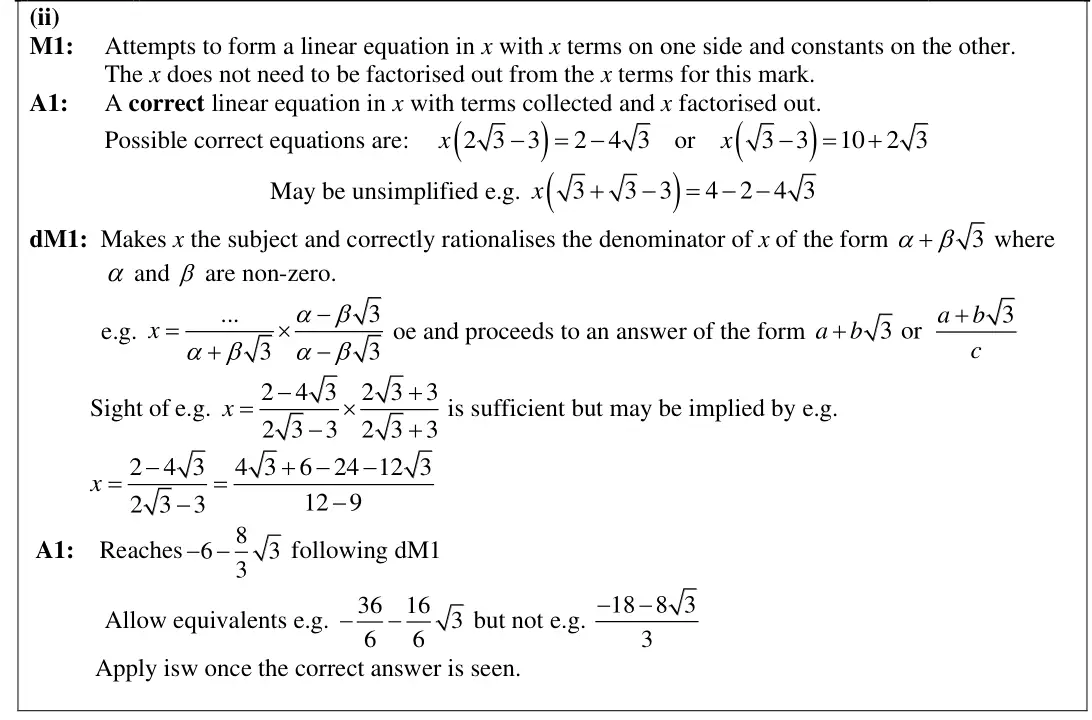 (ii)
M1: Attempts to form a linear equation in x with x terms on one side and constants on the other.
The x does not need to be factorised out from the x terms for this mark.
A1: A correct linear equation in x with terms collected and x factorised out.
Possible correct equations are: x(2√3 − 3) = 2 − 4√3 or x(√3 − 3) = 10 + 2√3
May be unsimplified e.g. x(√3 + √3 − 3) = 4 − 2 − 4√3
dM1: Makes x the subject and correctly rationalises the denominator of x of the form α + β√3 where
α and β are non-zero.
e.g. x = .../(α + β√3) × (α − β√3)/(α − β√3) oe and proceeds to an answer of the form a + b√3 or (a + b√3)/c
Sight of e.g. x = (2 − 4√3)/(2√3 − 3) × (2√3 + 3)/(2√3 + 3) is sufficient but may be implied by e.g.
x = (2 − 4√3)/(2√3 − 3) = (4√3 + 6 − 24 − 12√3)/(12 − 9)
A1: Reaches −6 − 8/3 √3 following dM1
Allow equivalents e.g. −36/6 − 16/6 √3 but not e.g. (−18 − 8√3)/3
Apply isw once the correct answer is seen.